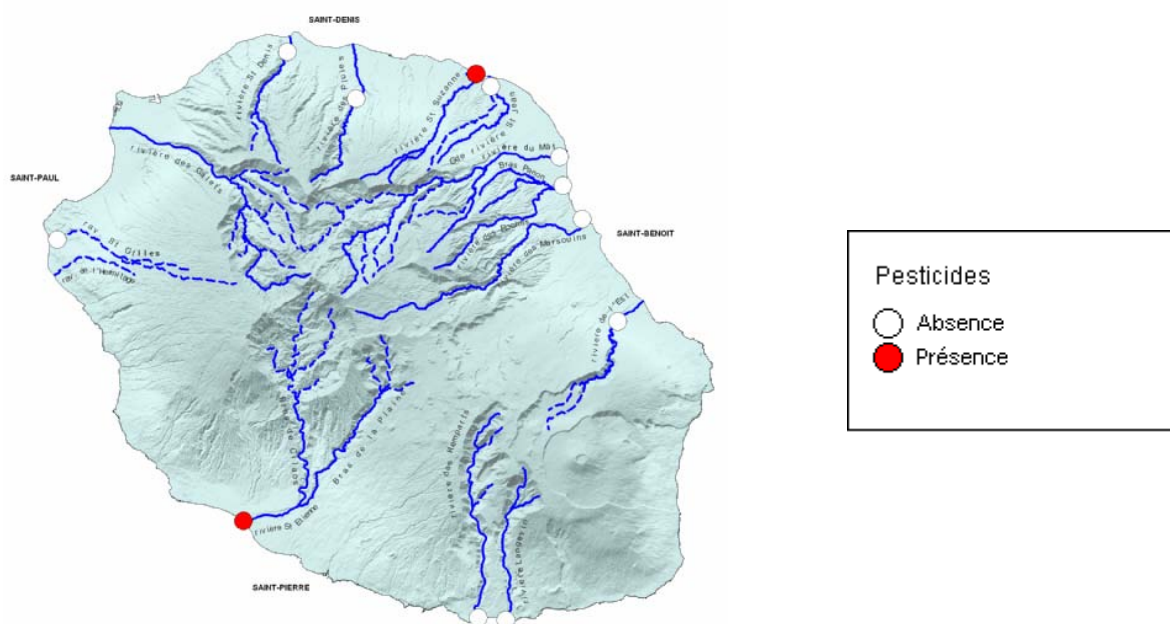 SAINT-DENIS
rivière St Denis
rivière des Pluies
rivière St Suzanne
Gde rivière St Jean
rivière du Mât
Bras Panon
rivière des Galets
SAINT-PAUL
rav. St Gilles
rav. de l'Hermitage
rivière des Roches
rivière des Marsouins
SAINT-BENOIT
rivière de l'Est
Bras de la Plaine
rivière des Remparts
rivière Langevin
rivière St Etienne
SAINT-PIERRE
Pesticides
Absence
Présence